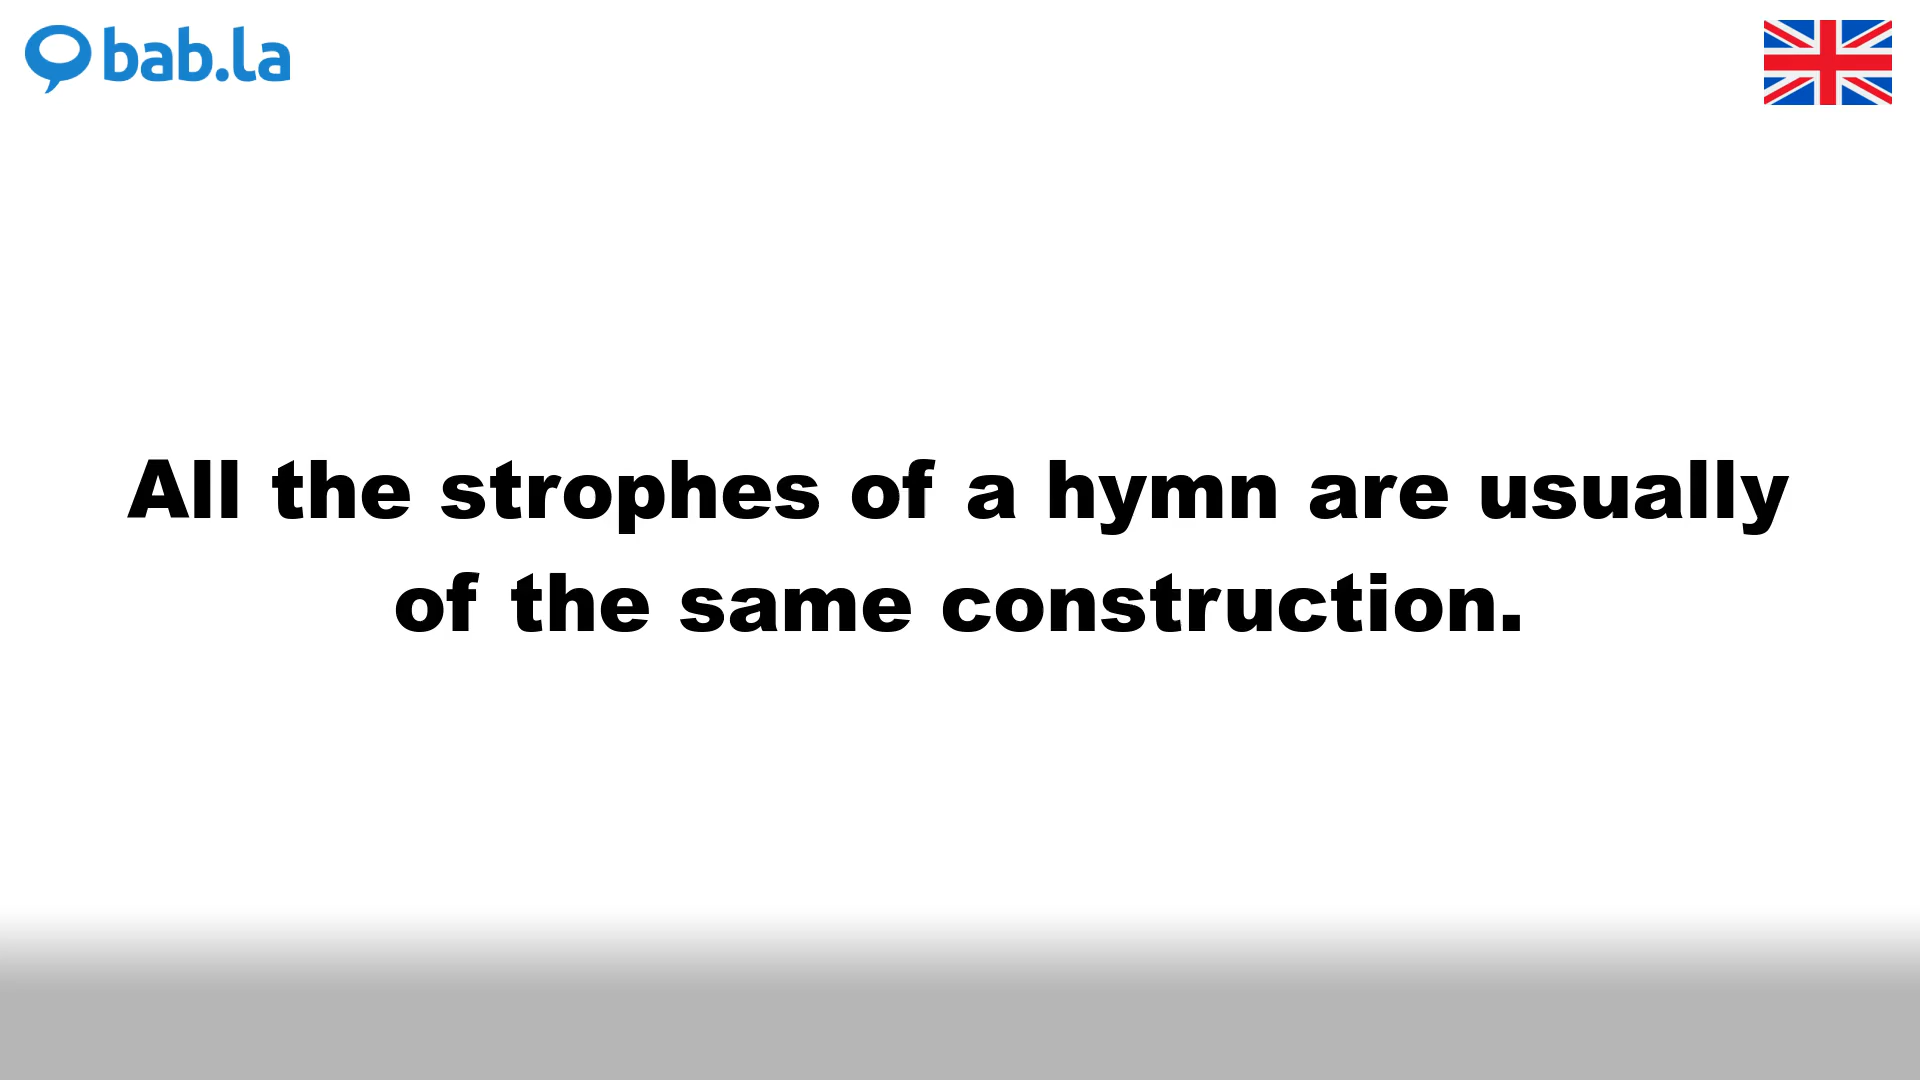 bab.la
All the strophes of a hymn are usually
of the same construction.